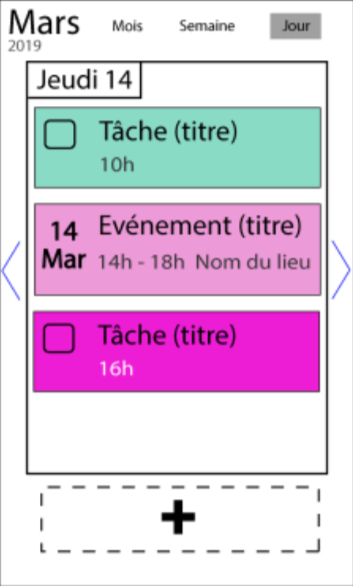 Mars
2019
Mois Semaine Jour
Jeudi 14
Tâche (titre)
10h
14 Mar
Evénement (titre)
14h - 18h Nom du lieu
Tâche (titre)
16h
+